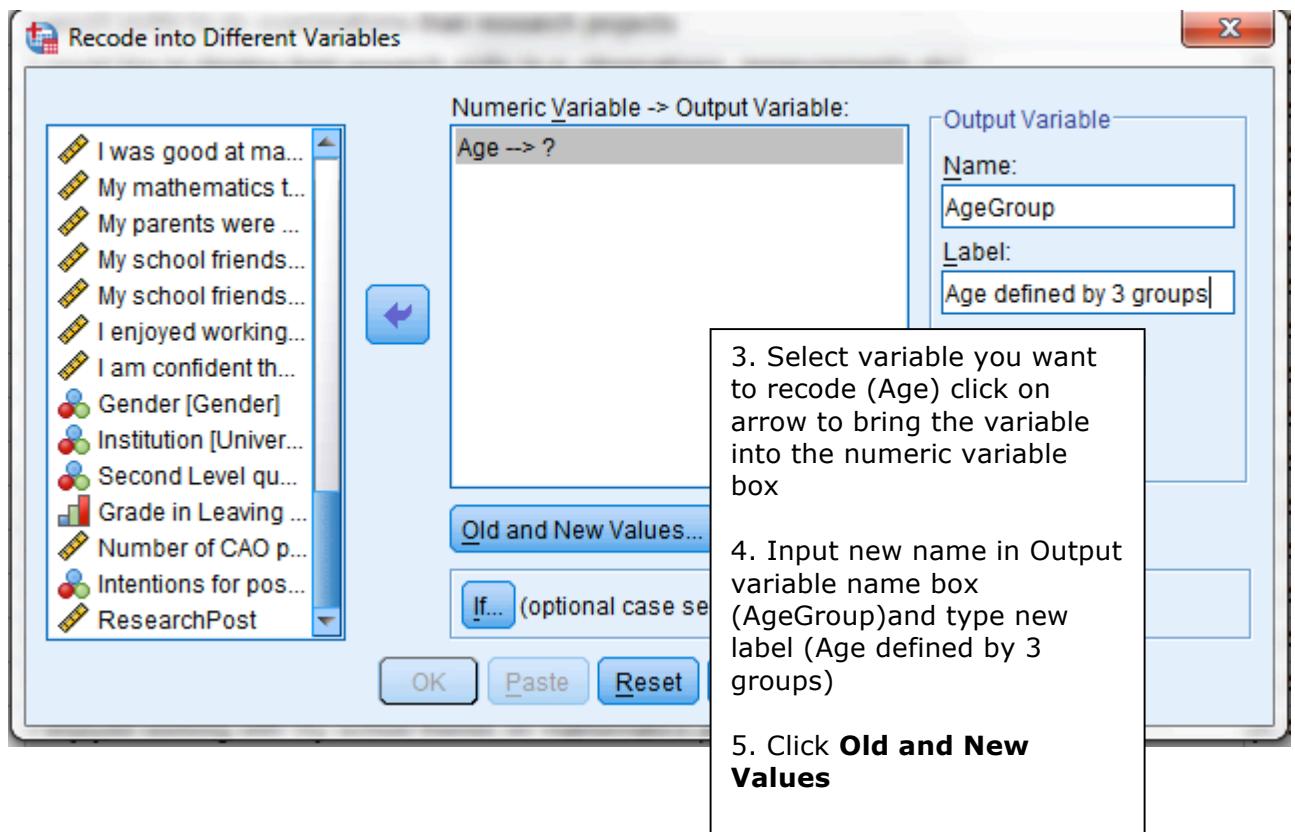 Recode into Different Variables
Numeric Variable -> Output Variable:
Age --> ?
I was good at ma...
My mathematics t...
My parents were ...
My school friends...
My school friends...
I enjoyed working...
I am confident th...
Gender [Gender]
Institution [Univer...
Second Level qu...
Grade in Leaving ...
Number of CAO p...
Intentions for pos...
ResearchPost
Output Variable
Name:
AgeGroup
Label:
Age defined by 3 groups
Old and New Values...
If... (optional case se
OK Paste Reset
3. Select variable you want
to recode (Age) click on
arrow to bring the variable
into the numeric variable
box
4. Input new name in Output
variable name box
(AgeGroup)and type new
label (Age defined by 3
groups)
5. Click Old and New
Values